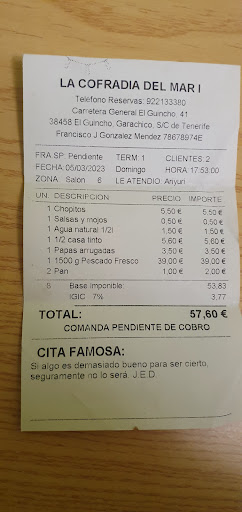 LA COFRADIA DEL MAR I
Telefono Reservas: 922133380
Carretera General El Guincho, 41
38458 El Guincho, Garachico, S/C de Tenerife
Francisco J Gonzalez Mendez 78678974E
FRA SP: Pendiente TERM: 1 CLIENTES: 2
FECHA: 05/03/2023 Domingo HORA: 17:53:00
ZONA: Salon 6 LE ATENDIO: Anyuri
UN. DESCRIPCION PRECIO IMPORTE
1 Chopitos 5,50 € 5,50 €
1 Salsas y mojos 0,50 € 0,50 €
1 Agua natural 1/2l 1,50 € 1,50 €
1 1/2 casa tinto 5,60 € 5,60 €
1 Papas arrugadas 3,50 € 3,50 €
1 1500 g Pescado Fresco 39,00 € 39,00 €
2 Pan 1,00 € 2,00 €
8 Base Imponible: 53,83
IGIC 7% 3,77
TOTAL: 57,60 €
COMANDA PENDIENTE DE COBRO
CITA FAMOSA:
Si algo es demasiado bueno para ser cierto,
seguramente no lo será. J.E.D.